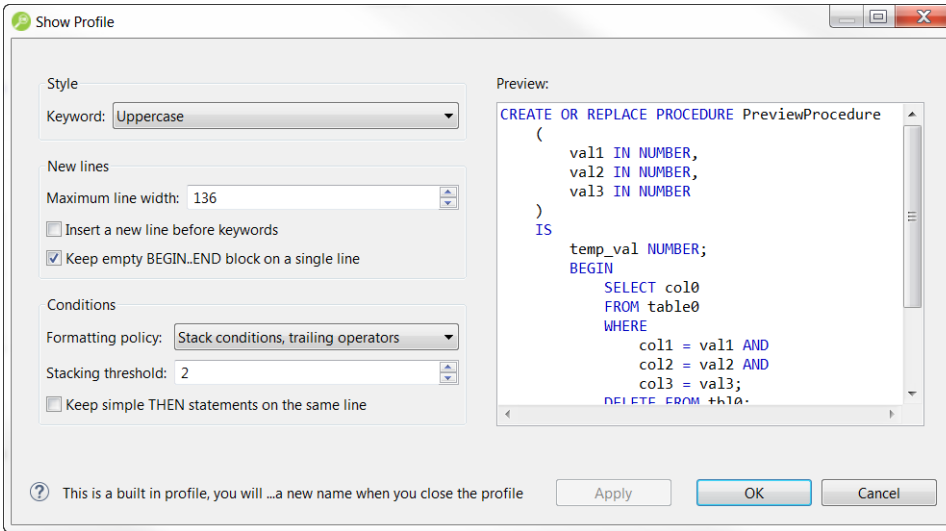 Show Profile
Style
Keyword: Uppercase
New lines
Maximum line width: 136
Insert a new line before keywords
Keep empty BEGIN..END block on a single line
Conditions
Formatting policy: Stack conditions, trailing operators
Stacking threshold: 2
Keep simple THEN statements on the same line
Preview:
CREATE OR REPLACE PROCEDURE PreviewProcedure
(
val1 IN NUMBER,
val2 IN NUMBER,
val3 IN NUMBER
)
IS
temp_val NUMBER;
BEGIN
SELECT col0
FROM table0
WHERE
col1 = val1 AND
col2 = val2 AND
col3 = val3;
DELETE FROM tbl0;
? This is a built in profile, you will ...a new name when you close the profile
Apply
OK
Cancel